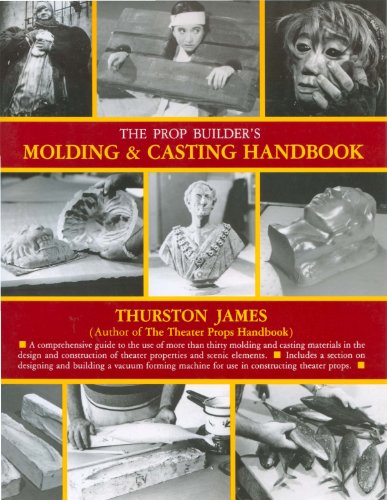 THE PROP BUILDER'S
MOLDING & CASTING HANDBOOK
THURSTON JAMES
(Author of The Theater Props Handbook)
■ A comprehensive guide to the use of more than thirty molding and casting materials in the
design and construction of theater properties and scenic elements. ■ Includes a section on
designing and building a vacuum forming machine for use in constructing theater props. ■